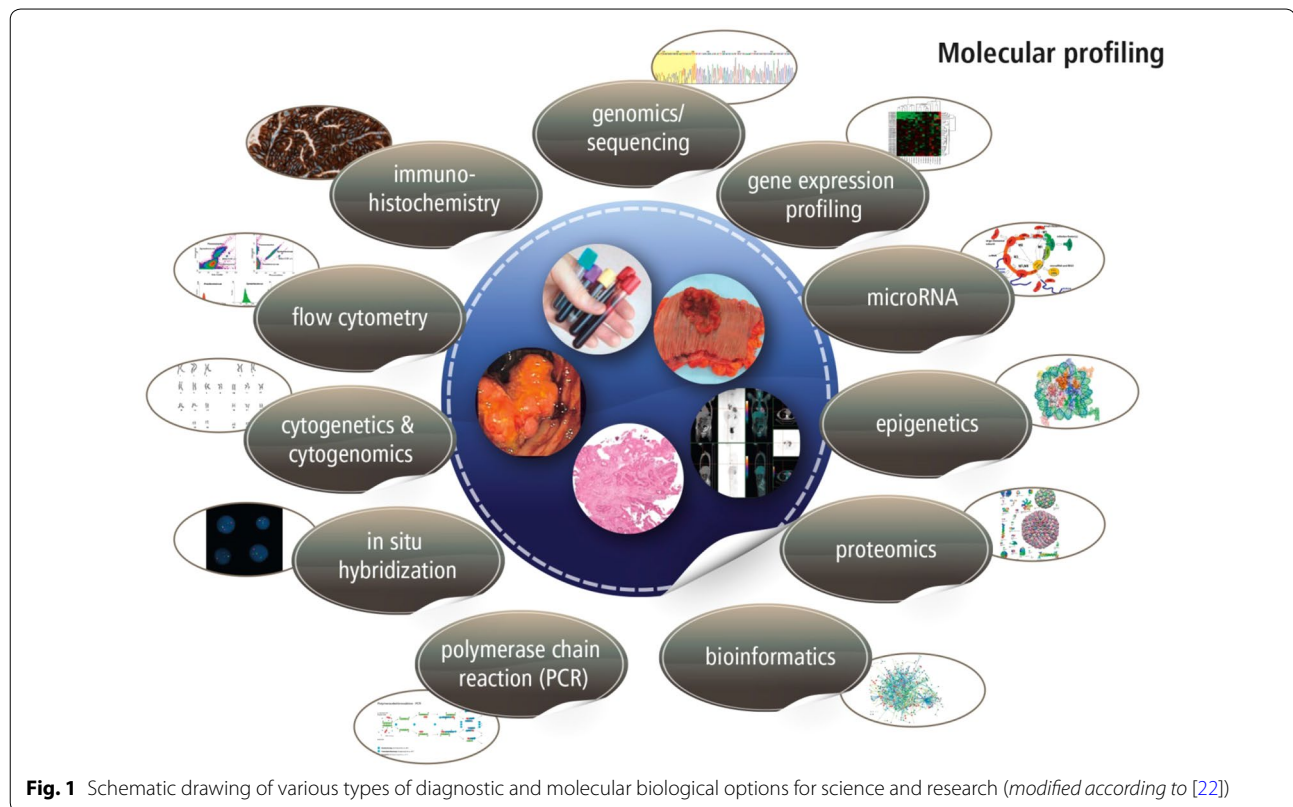 Molecular profiling
genomics/
sequencing
immuno-
histochemistry
gene expression
profiling
flow cytometry
microRNA
cytogenetics &
cytogenomics
epigenetics
in situ
hybridization
proteomics
polymerase chain
reaction (PCR)
bioinformatics
Fig. 1 Schematic drawing of various types of diagnostic and molecular biological options for science and research (modified according to [22])